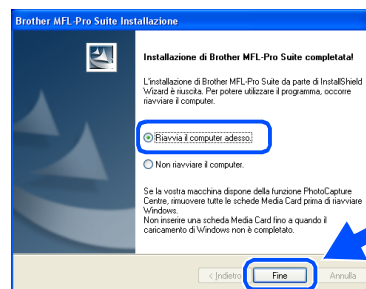 Brother MFL-Pro Suite Installazione
Installazione di Brother MFL-Pro Suite completata!
L'installazione di Brother MFL-Pro Suite da parte di InstallShield
Wizard è riuscita. Per potere utilizzare il programma, occorre
riavviare il computer.
Riavvia il computer adesso.
Non riavviare il computer.
Se la vostra macchina dispone della funzione PhotoCapture
Centre, rimuovere tutte le schede Media Card prima di riavviare
Windows.
Non inserire una scheda Media Card fino a quando il
caricamento di Windows non è completato.
< Indietro
Fine
Annulla